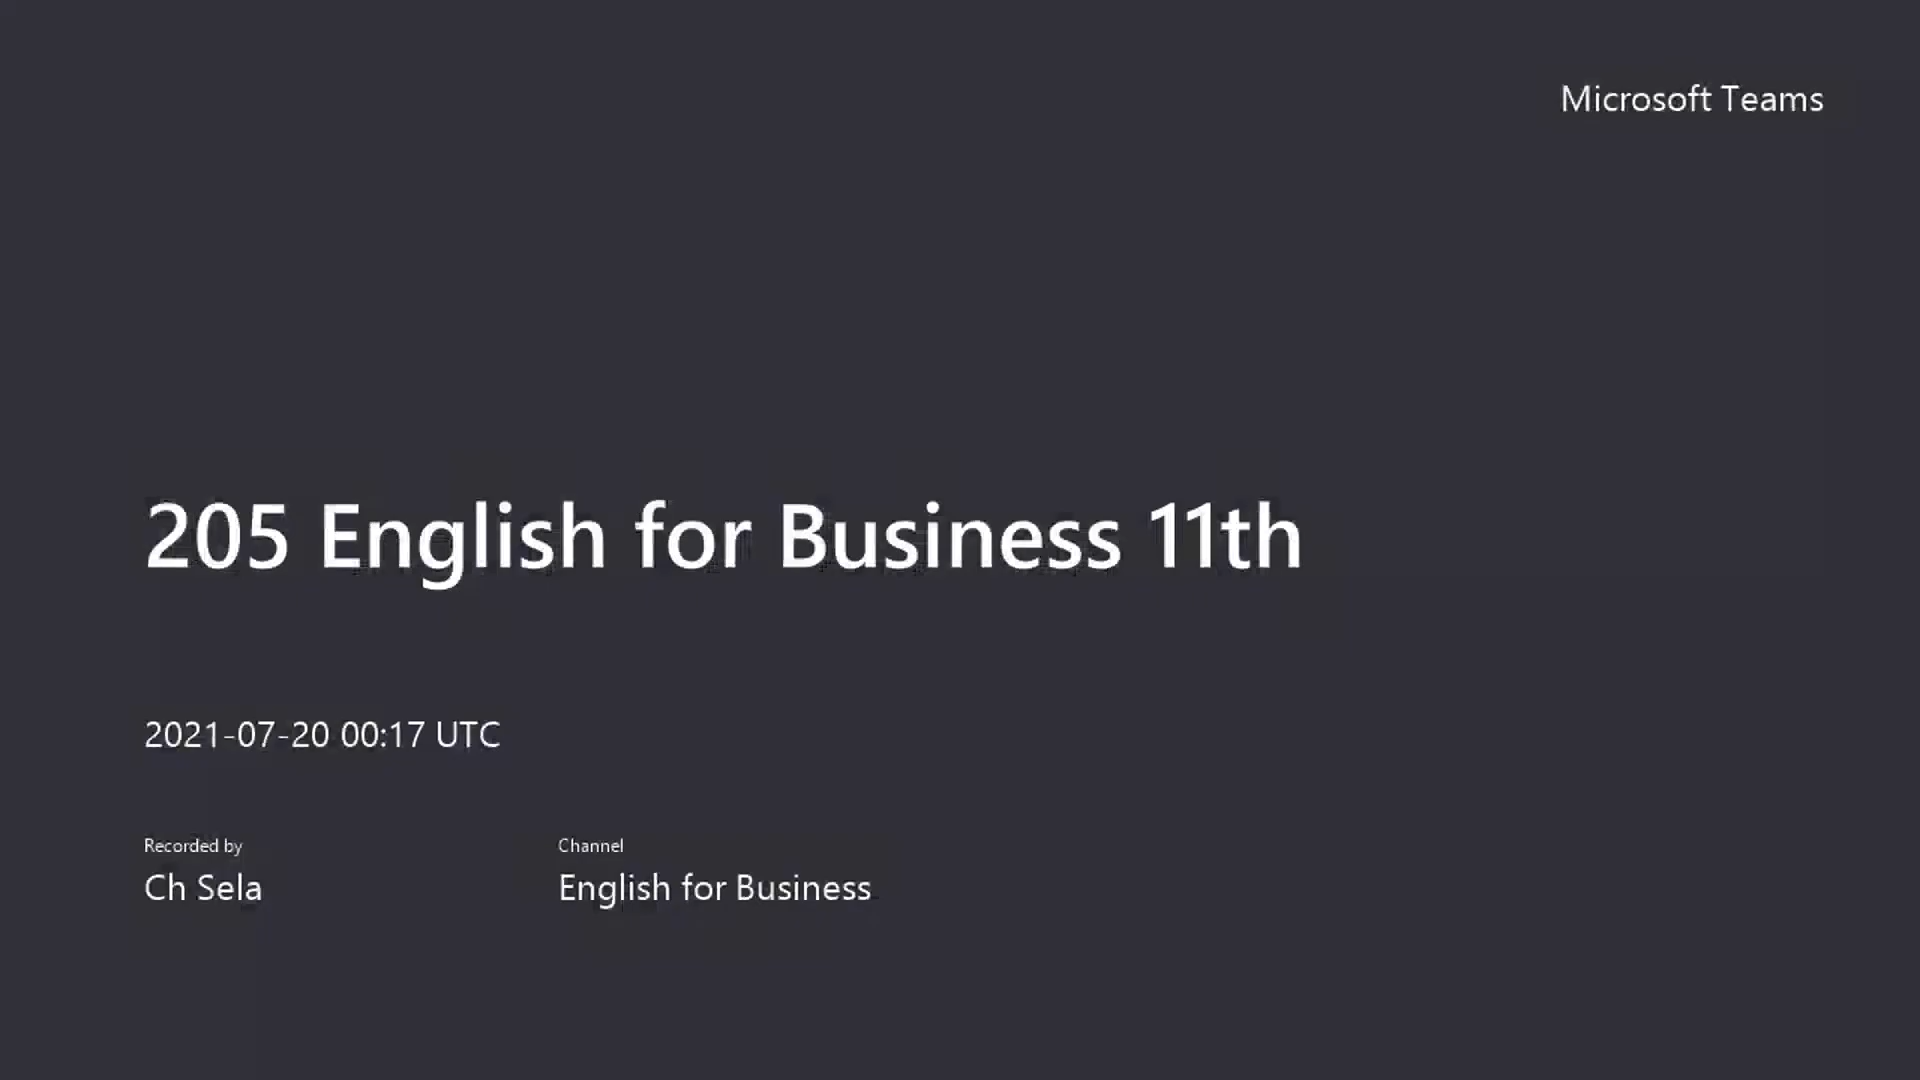 Microsoft Teams
205 English for Business 11th
2021-07-20 00:17 UTC
Recorded by
Ch Sela
Channel
English for Business